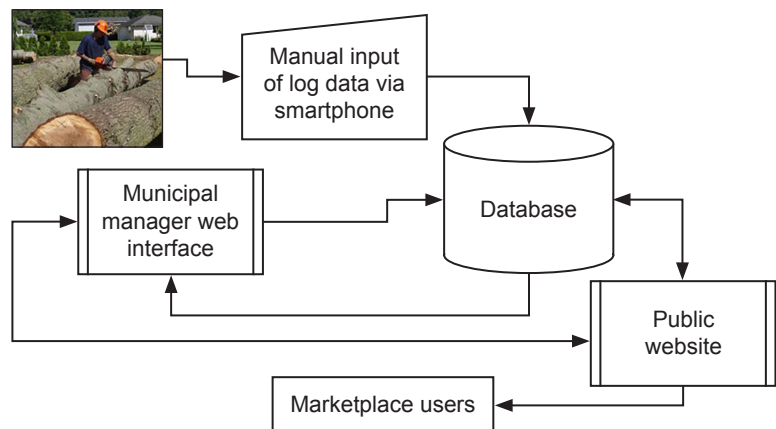 Manual input
of log data via
smartphone
Municipal
manager web
interface
Database
Public
website
Marketplace users